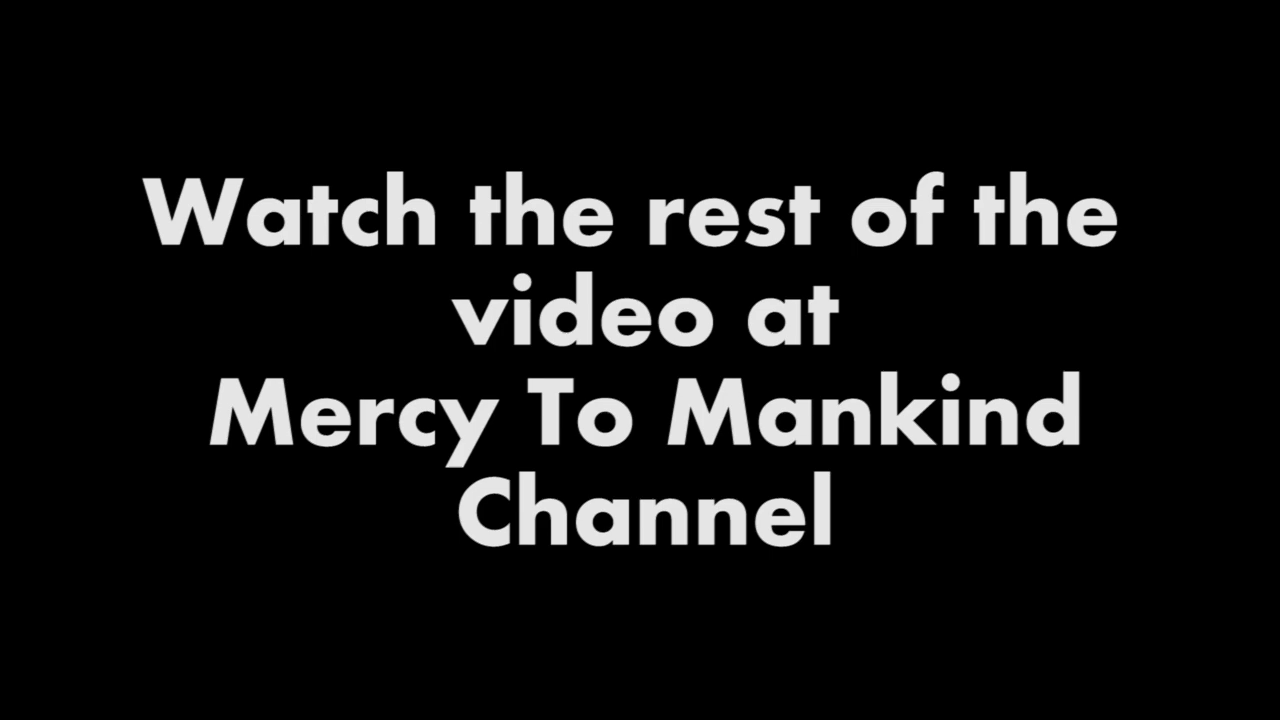 Watch the rest of the
video at
Mercy To Mankind
Channel